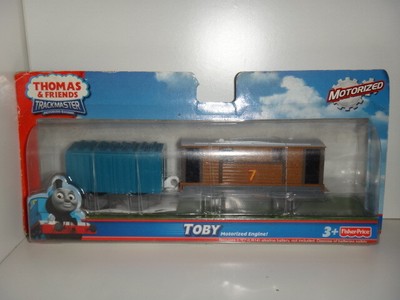 THOMAS
& FRIENDS
TRACKMASTER
MOTORIZED
7
TOBY
Motorized Engine!
3+
Fisher-Price